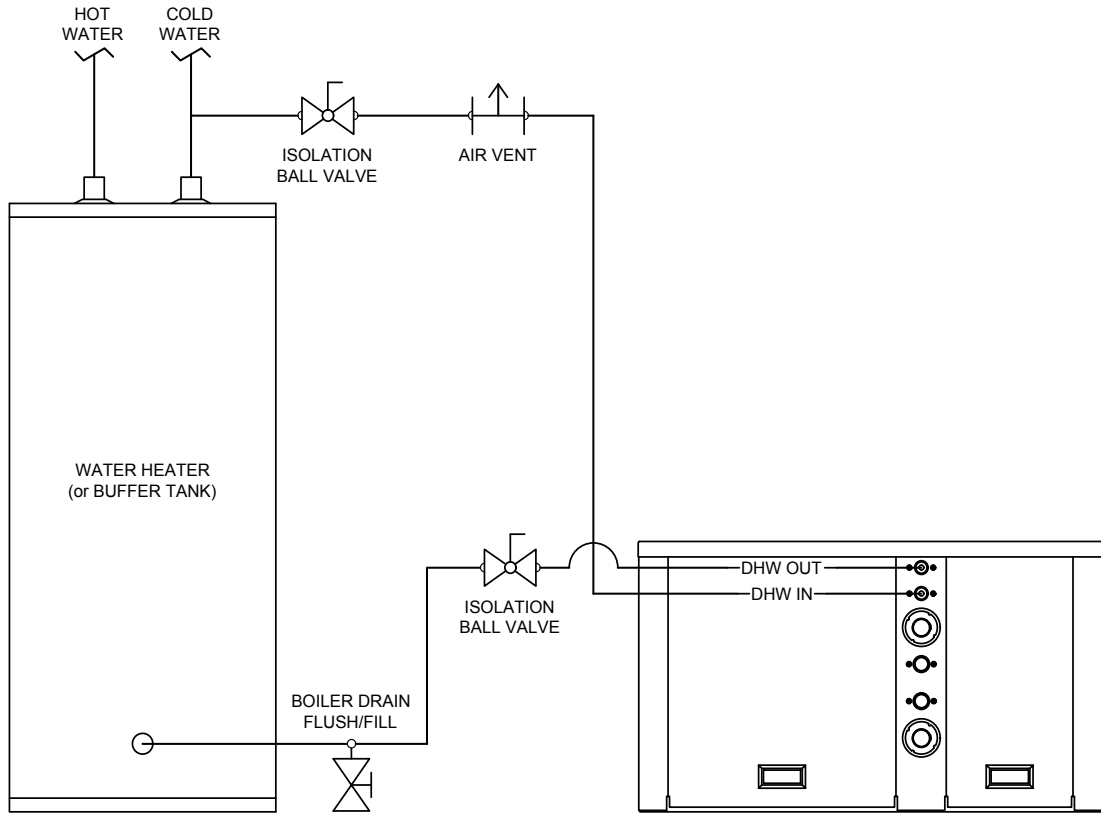 HOT
WATER
COLD
WATER
ISOLATION
BALL VALVE
AIR VENT
WATER HEATER
(or BUFFER TANK)
DHW OUT
DHW IN
ISOLATION
BALL VALVE
BOILER DRAIN
FLUSH/FILL